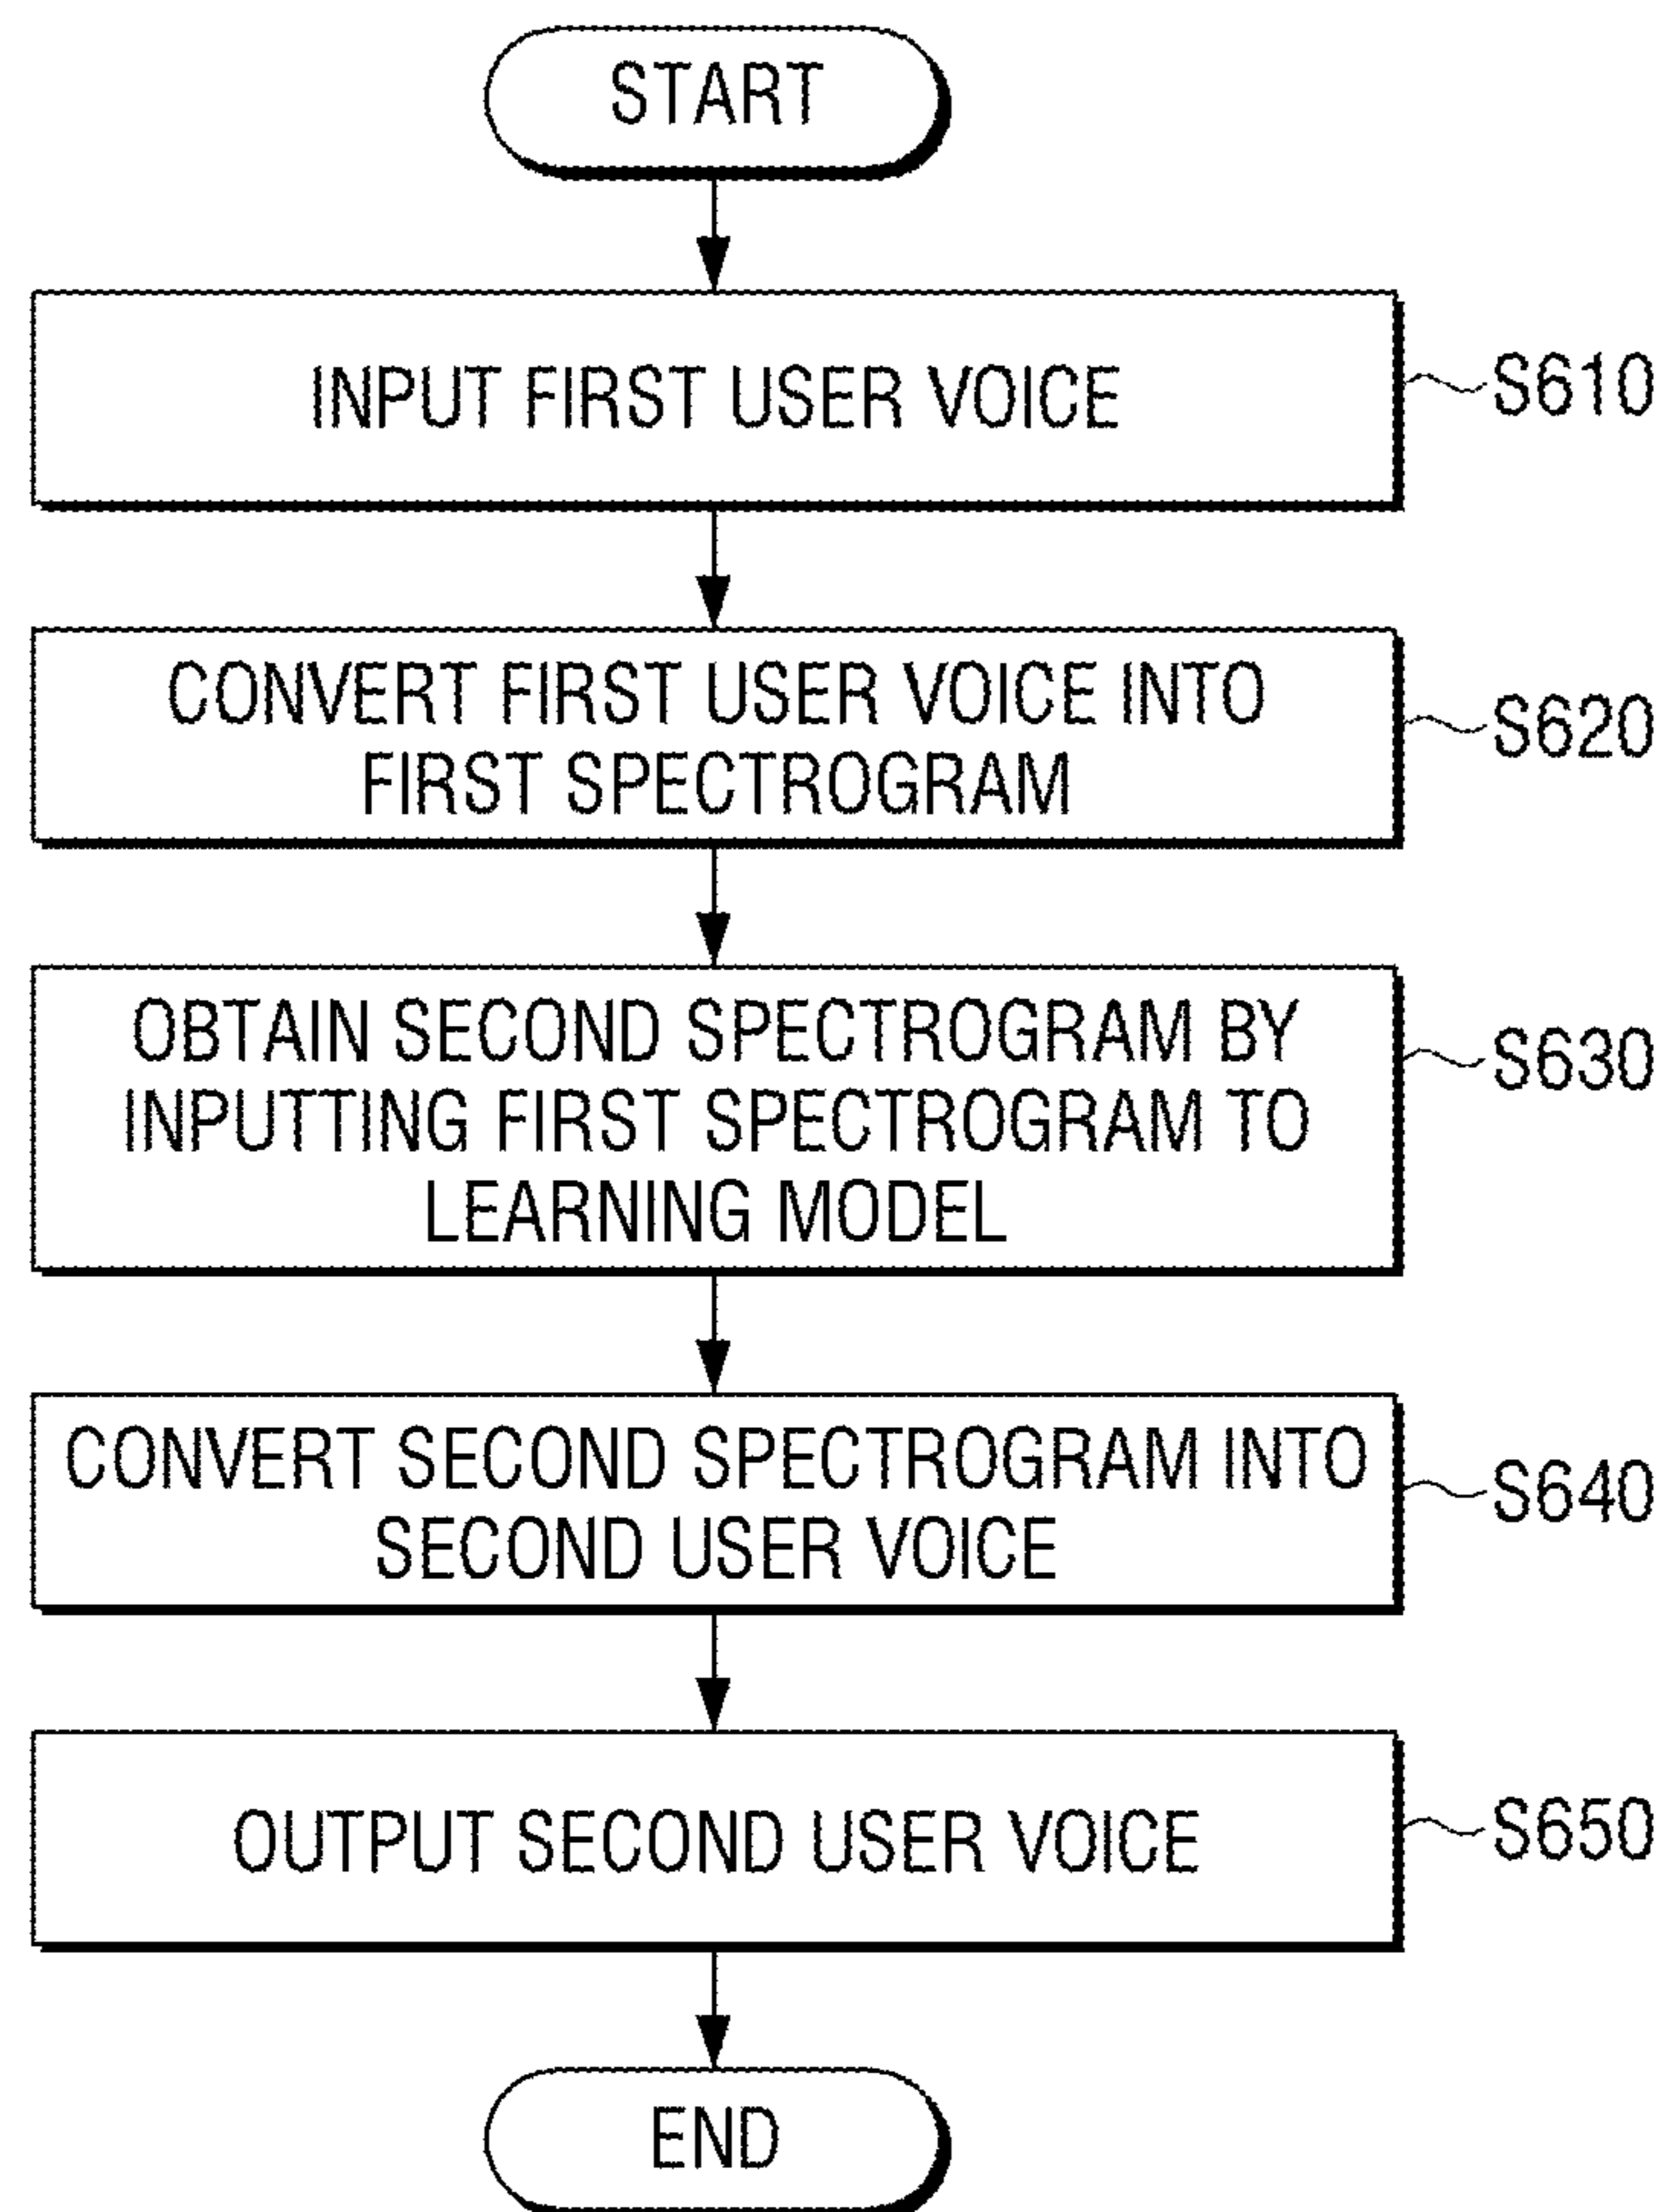 START
INPUT FIRST USER VOICE
S610
CONVERT FIRST USER VOICE INTO
FIRST SPECTROGRAM
S620
OBTAIN SECOND SPECTROGRAM BY
INPUTTING FIRST SPECTROGRAM TO
LEARNING MODEL
S630
CONVERT SECOND SPECTROGRAM INTO
SECOND USER VOICE
S640
OUTPUT SECOND USER VOICE
S650
END